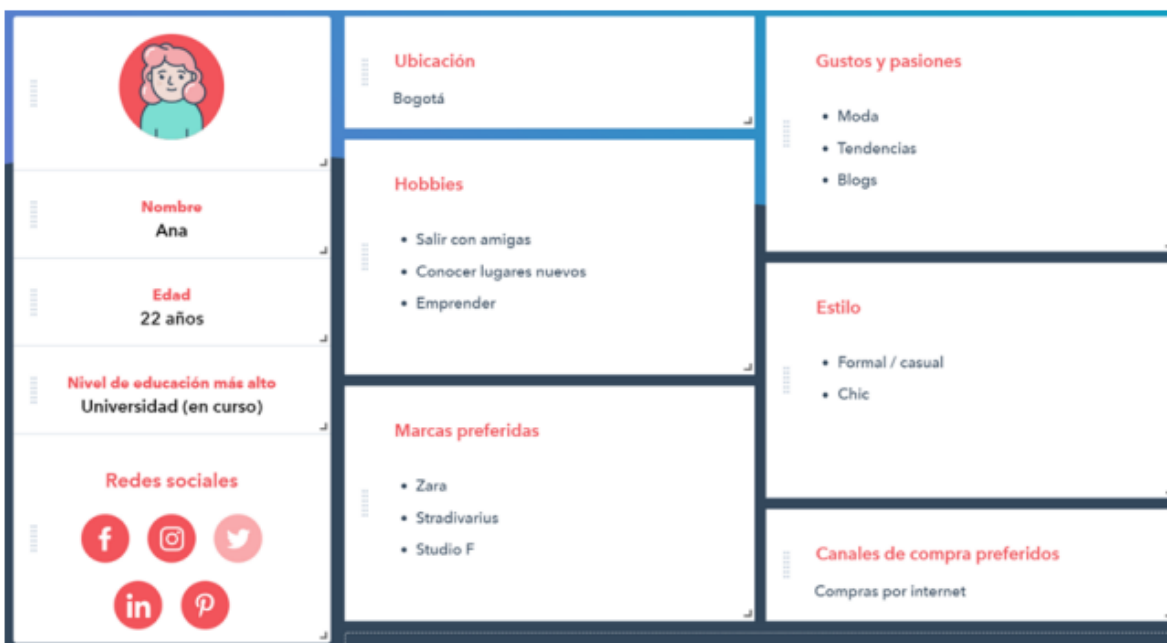 Nombre
Ana
Edad
22 años
Nivel de educación más alto
Universidad (en curso)
Redes sociales
Ubicación
Bogotá
Hobbies
• Salir con amigas
• Conocer lugares nuevos
• Emprender
Marcas preferidas
• Zara
• Stradivarius
• Studio F
Gustos y pasiones
• Moda
• Tendencias
• Blogs
Estilo
• Formal / casual
• Chic
Canales de compra preferidos
Compras por internet